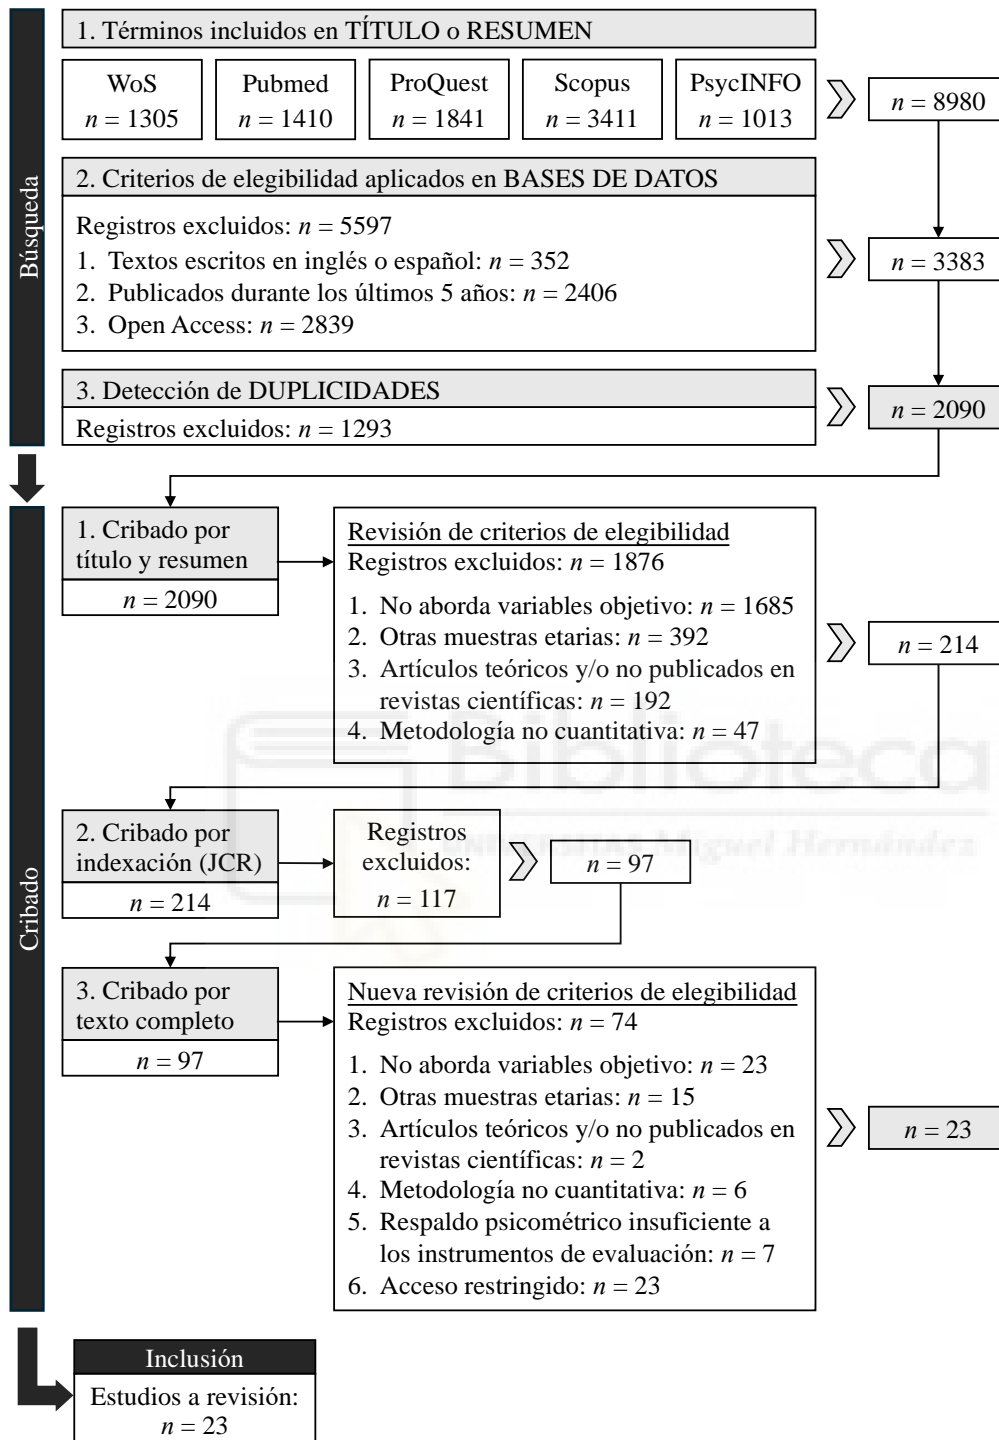 1. Términos incluidos en TÍTULO o RESUMEN
WoS
n = 1305
Pubmed
n = 1410
ProQuest
n = 1841
Scopus
n = 3411
PsycINFO
n = 1013
n = 8980
Búsqueda
2. Criterios de elegibilidad aplicados en BASES DE DATOS
Registros excluidos: n = 5597
1. Textos escritos en inglés o español: n = 352
2. Publicados durante los últimos 5 años: n = 2406
3. Open Access: n = 2839
n = 3383
3. Detección de DUPLICIDADES
Registros excluidos: n = 1293
n = 2090
Cribado
1. Cribado por
título y resumen
n = 2090
Revisión de criterios de elegibilidad
Registros excluidos: n = 1876
1. No aborda variables objetivo: n = 1685
2. Otras muestras etarias: n = 392
3. Artículos teóricos y/o no publicados en
revistas científicas: n = 192
4. Metodología no cuantitativa: n = 47
n = 214
Biblioteca
UNIVERSITAS Miguel Hernández
2. Cribado por
indexación (JCR)
n = 214
Registros
excluidos:
n = 117
n = 97
3. Cribado por
texto completo
n = 97
Nueva revisión de criterios de elegibilidad
Registros excluidos: n = 74
1. No aborda variables objetivo: n = 23
2. Otras muestras etarias: n = 15
3. Artículos teóricos y/o no publicados en
revistas científicas: n = 2
4. Metodología no cuantitativa: n = 6
5. Respaldo psicométrico insuficiente a
los instrumentos de evaluación: n = 7
6. Acceso restringido: n = 23
n = 23
Inclusión
Estudios a revisión:
n = 23